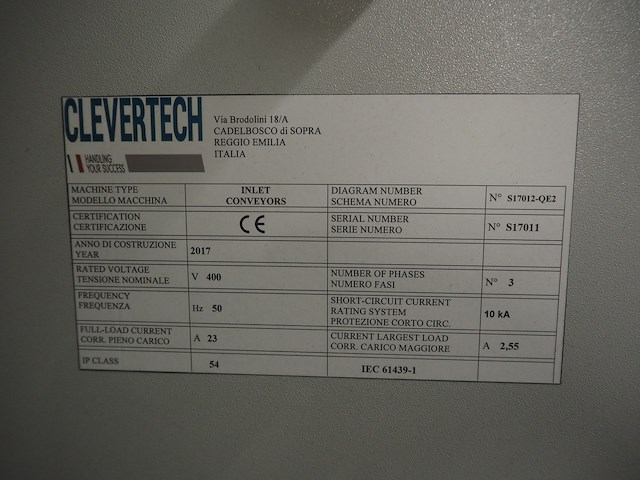 CLEVERTECH
HANDLING
YOUR SUCCESS
Via Brodolini 18/A
CADELBOSCO di SOPRA
REGGIO EMILIA
ITALIA
MACHINE TYPE
MODELLO MACCHINA
INLET
CONVEYORS
DIAGRAM NUMBER
SCHEMA NUMERO
N° S17012-QE2
CERTIFICATION
CERTIFICAZIONE
CE
SERIAL NUMBER
SERIE NUMERO
N° S17011
ANNO DI COSTRUZIONE
YEAR
2017
RATED VOLTAGE
TENSIONE NOMINALE
V 400
NUMBER OF PHASES
NUMERO FASI
N° 3
FREQUENCY
FREQUENZA
Hz 50
SHORT-CIRCUIT CURRENT
RATING SYSTEM
PROTEZIONE CORTO CIRC.
10 kA
FULL-LOAD CURRENT
CORR. PIENO CARICO
A 23
CURRENT LARGEST LOAD
CORR. CARICO MAGGIORE
A 2,55
IP CLASS
54
IEC 61439-1